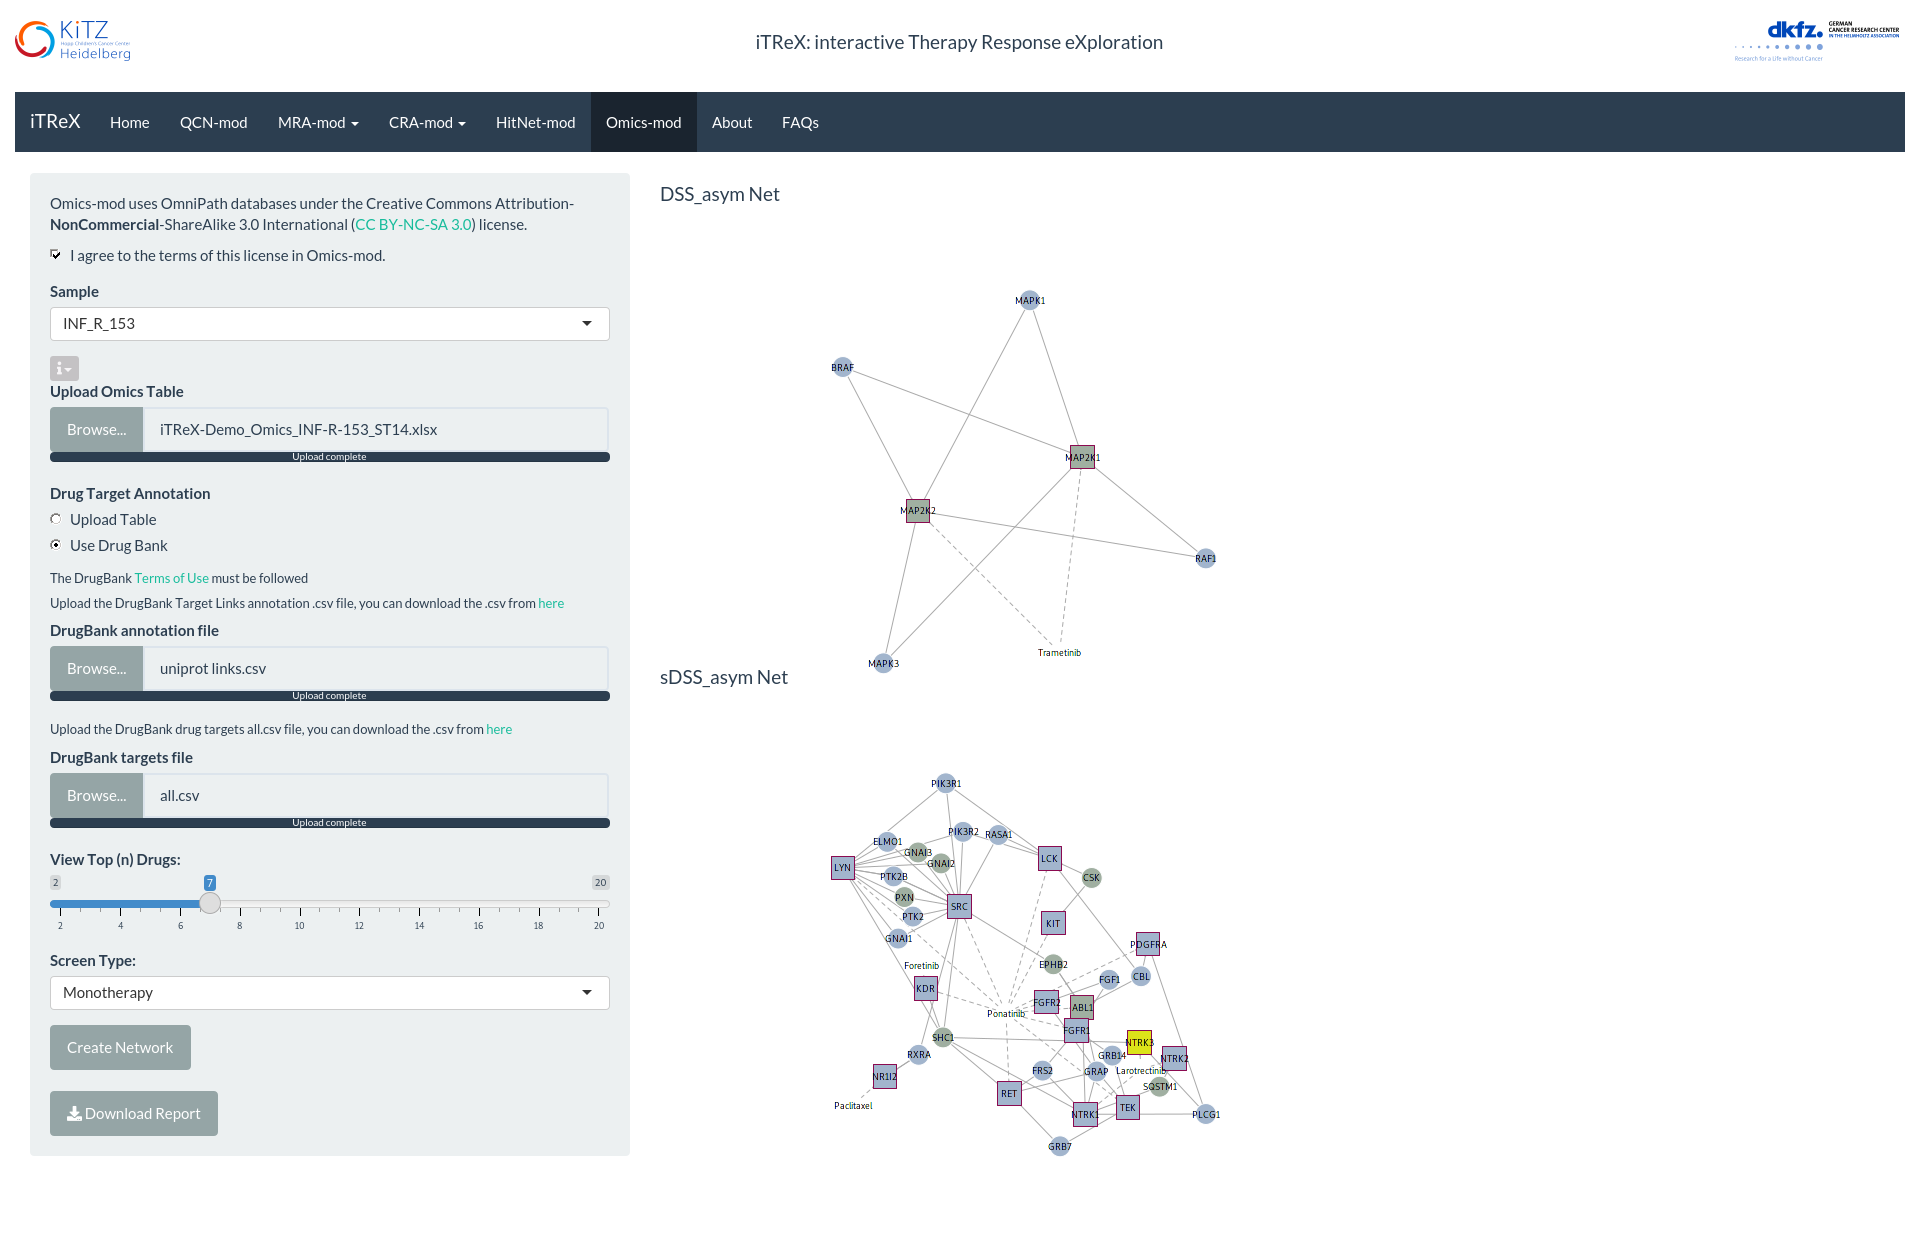 KiTZ
Hopp Children's Cancer Center
Heidelberg
iTReX: interactive Therapy Response eXploration
dkfz.
GERMAN
CANCER RESEARCH CENTER
IN THE HELMHOLTZ ASSOCIATION
Research for a Life without Cancer
iTReX Home QCN-mod MRA-mod CRA-mod HitNet-mod Omics-mod About FAQs
Omics-mod uses OmniPath databases under the Creative Commons Attribution-
NonCommercial-ShareAlike 3.0 International (CC BY-NC-SA 3.0) license.
I agree to the terms of this license in Omics-mod.
Sample
INF_R_153
Upload Omics Table
Browse... iTReX-Demo_Omics_INF-R-153_ST14.xlsx
Upload complete
Drug Target Annotation
Upload Table
Use Drug Bank
The DrugBank Terms of Use must be followed
Upload the DrugBank Target Links annotation .csv file, you can download the .csv from here
DrugBank annotation file
Browse... uniprot links.csv
Upload complete
Upload the DrugBank drug targets all.csv file, you can download the .csv from here
DrugBank targets file
Browse... all.csv
Upload complete
View Top (n) Drugs:
2 7 20
2 4 6 8 10 12 14 16 18 20
Screen Type:
Monotherapy
Create Network
Download Report
DSS_asym Net
MAPK1
BRAF
MAP2K1
MAP2K2
RAF1
Trametinib
MAPK3
sDSS_asym Net
PIK3R1
PIK3R2
RASA1
ELMO1
GNAI3
LCK
GNAI2
LYN
PTK2B
CSK
PXN
SRC
PTK2
KIT
GNAI1
PDGFRA
Foretinib
EPHB2
CBL
FGF1
KDR
FGFR2
ABL1
Ponatinib
FGFR1
SHC1
NTRK3
RXRA
GRB14
NTRK2
FRS2
GRAP
Larotrectinib
NR1I2
SQSTM1
RET
Paclitaxel
TEK
NTRK1
PLCG1
GRB7